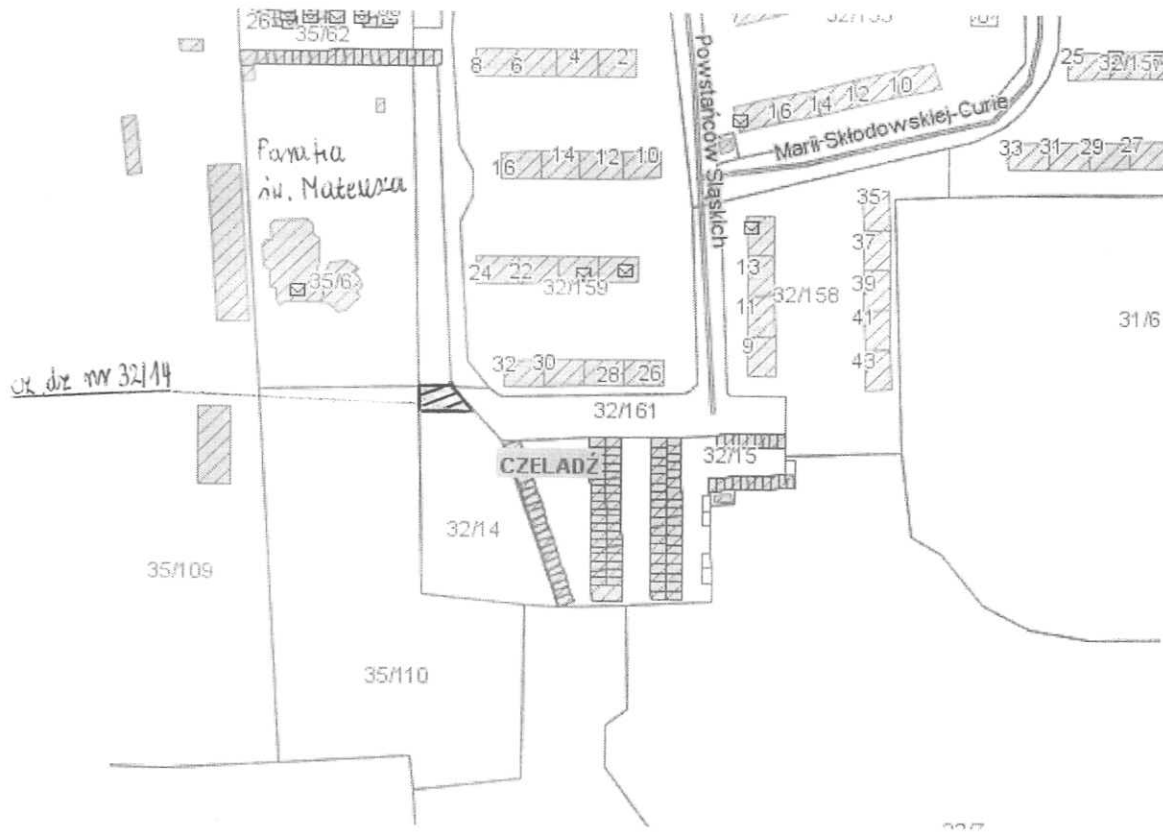 35/62
8 6 4 2
16 14 12 10
25 32/157
Powstańców-Śląskich
Marii-Skłodowskiej-Curie
16 14 12 10
33 31 29 27
Parafia
św. Mateusza
35
37
39
41
43
24 22
32/159
13
11
9
32/158
31/6
35/6
32 30 28 26
cz. dz nr 32/14
32/161
CZELADŹ
32/15
32/14
35/109
35/110